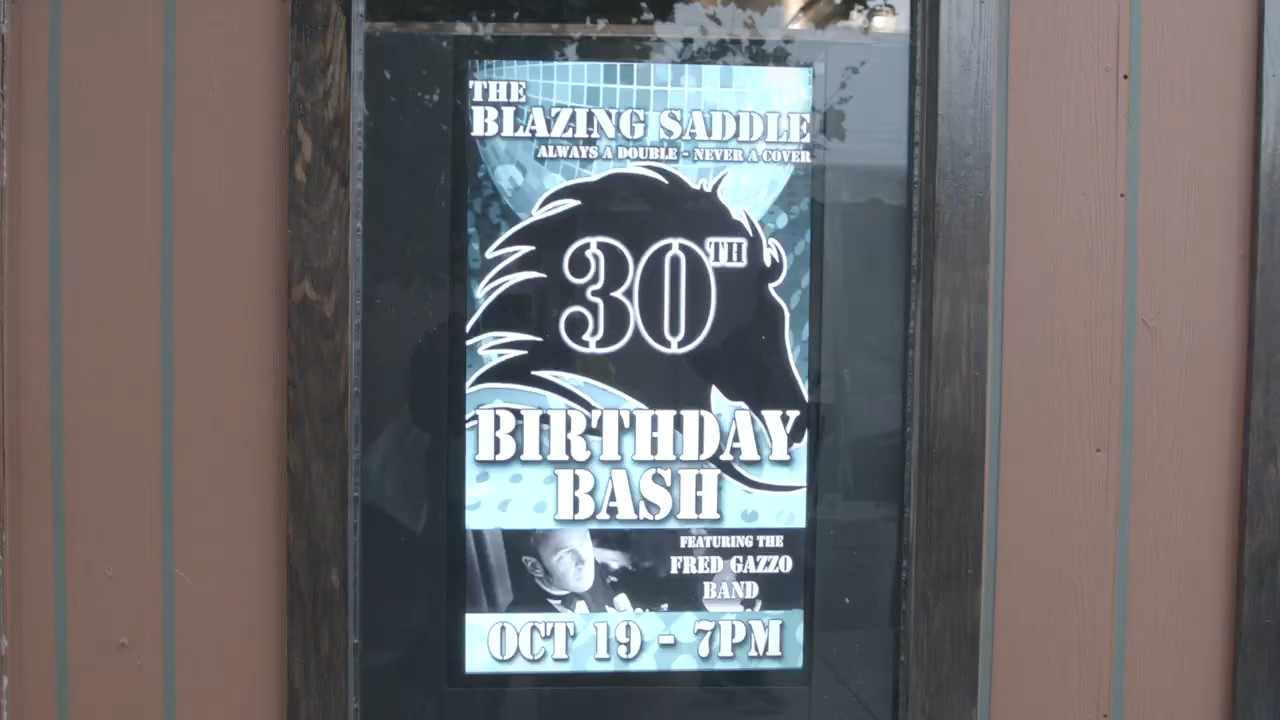 THE
BLAZING SADDLE
ALWAYS A DOUBLE - NEVER A COVER
30TH
BIRTHDAY
BASH
FEATURING THE
FRED GAZZO
BAND
OCT 19 - 7PM